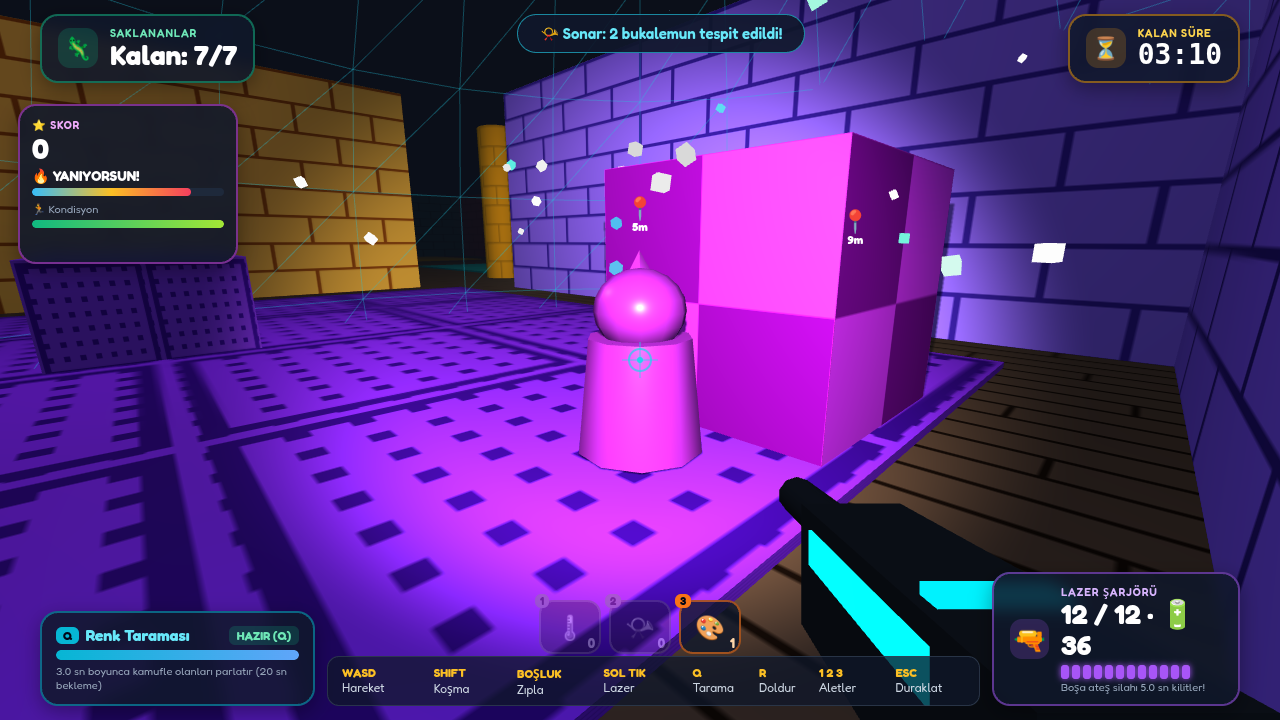 SAKLANANLAR
Kalan: 7/7
Sonar: 2 bukalemun tespit edildi!
KALAN SÜRE
03:10
SKOR
0
YANIYORSUN!
Kondisyon
5m
9m
Q Renk Taraması HAZIR (Q)
3.0 sn boyunca kamufle olanları parlatır (20 sn
bekleme)
1 2 3
0 0 1
WASD SHIFT BOŞLUK SOL TIK Q R 1 2 3 ESC
Hareket Koşma Zıpla Lazer Tarama Doldur Aletler Duraklat
LAZER ŞARJÖRÜ
12 / 12 ·
36
Boşa ateş silahı 5.0 sn kilitler!